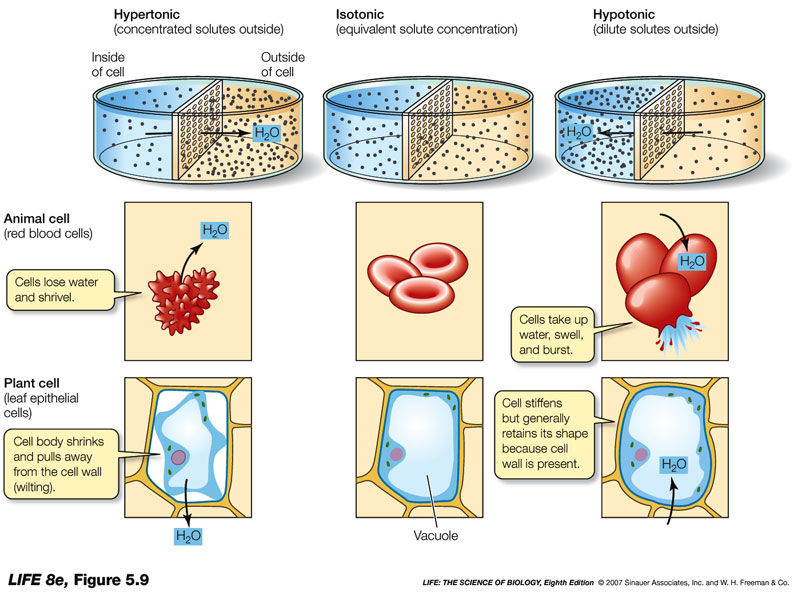 Hypertonic
(concentrated solutes outside)
Isotonic
(equivalent solute concentration)
Hypotonic
(dilute solutes outside)
Inside
of cell
Outside
of cell
H₂O
H₂O
Animal cell
(red blood cells)
H₂O
Cells lose water
and shrivel.
H₂O
Cells take up
water, swell,
and burst.
Plant cell
(leaf epithelial
cells)
Cell body shrinks
and pulls away
from the cell wall
(wilting).
H₂O
Vacuole
Cell stiffens
but generally
retains its shape
because cell
wall is present.
H₂O
LIFE 8e, Figure 5.9
LIFE: THE SCIENCE OF BIOLOGY, Eighth Edition © 2007 Sinauer Associates, Inc. and W. H. Freeman & Co.